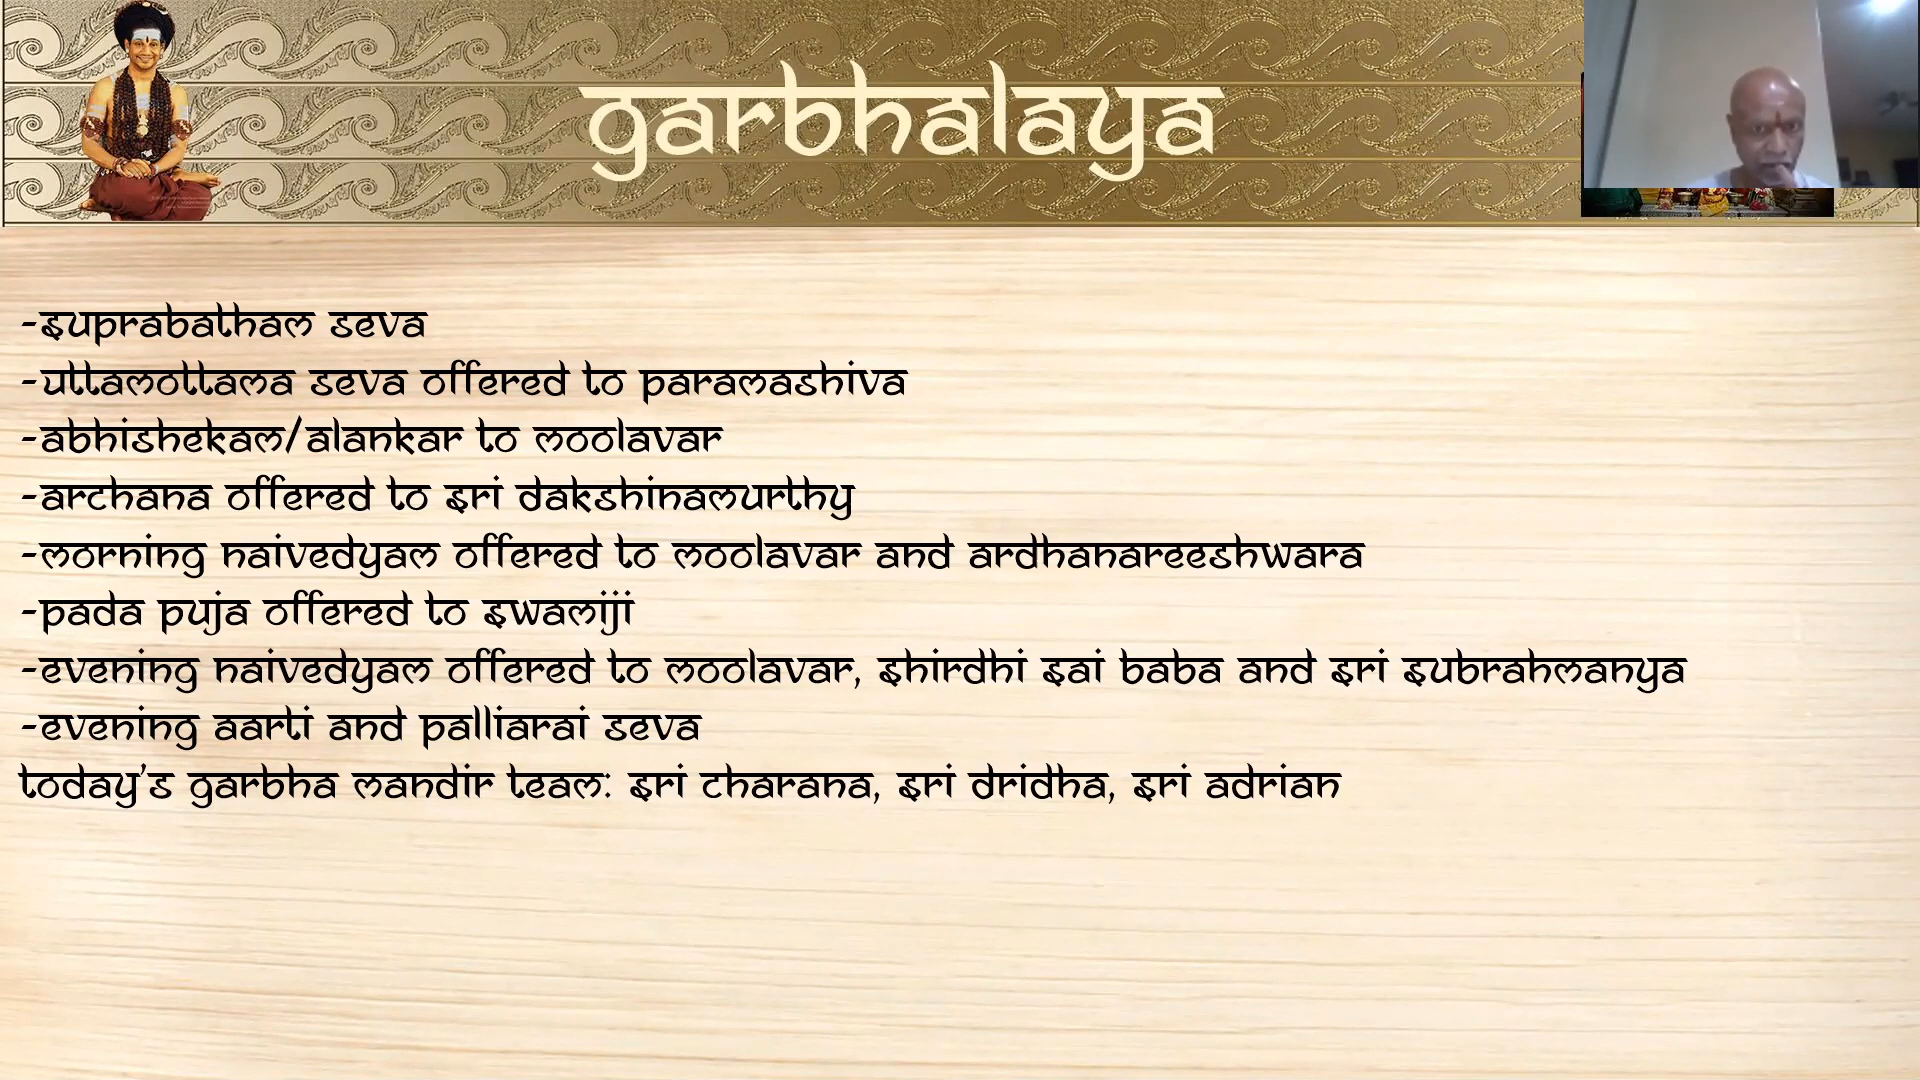 garbhalaya
-suprabatham seva
-uttamottama seva offered to paramashiva
-abhishekam/alankar to moolavar
-archana offered to sri dakshinamurthy
-morning naivedyam offered to moolavar and ardhanareeshwara
-pada puja offered to swamiji
-evening naivedyam offered to moolavar, shirdhi sai baba and sri subrahmanya
-evening aarti and palliarai seva
today's garbha mandir team: sri charana, sri dridha, sri adrian